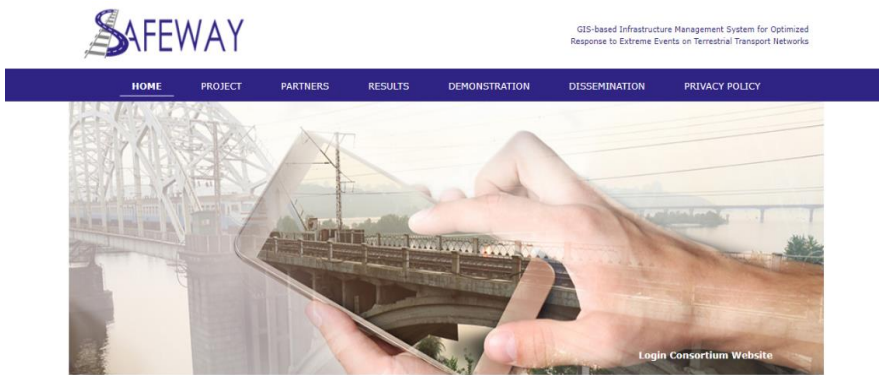 SAFEWAY
GIS-based Infrastructure Management System for Optimized
Response to Extreme Events on Terrestrial Transport Networks
HOME PROJECT PARTNERS RESULTS DEMONSTRATION DISSEMINATION PRIVACY POLICY
Login Consortium Website